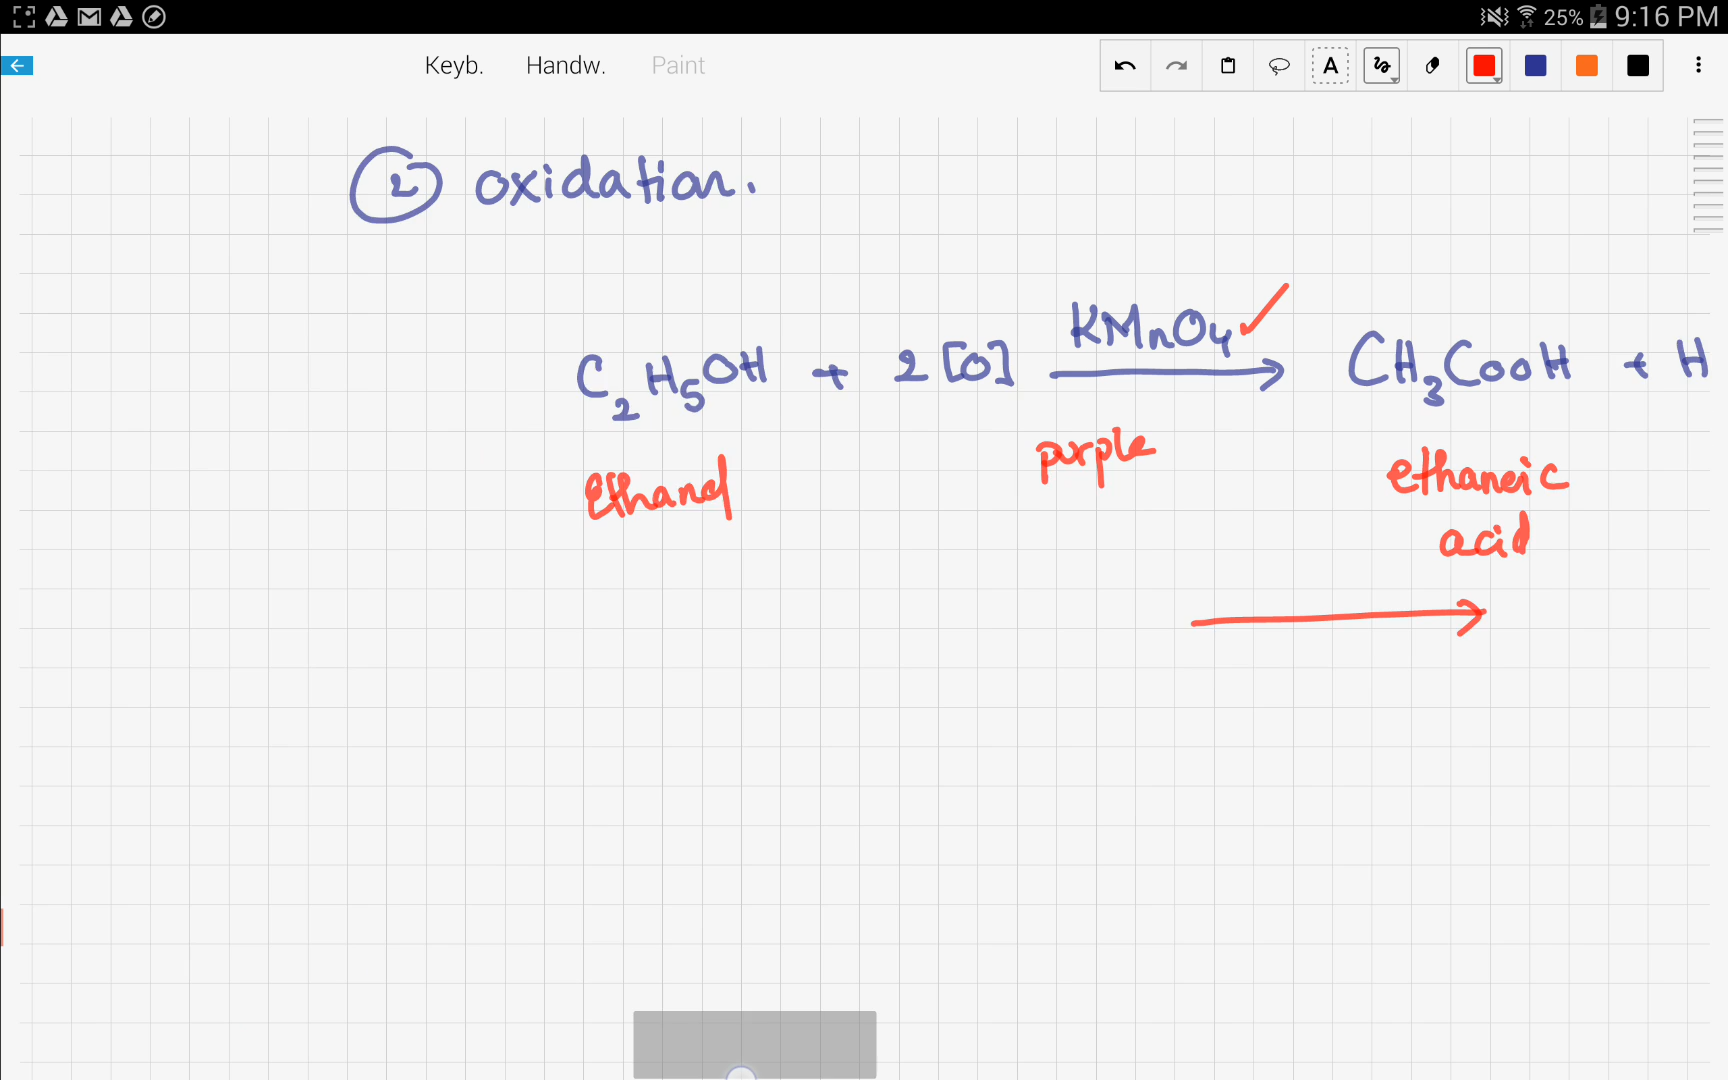 25% 9:16 PM
Keyb. Handw. Paint A
2 oxidation.
KMnO4
C2H5OH + 2[O] → CH3COOH + H
ethanol purple ethanoic
acid